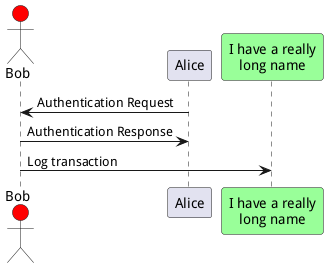 I have a really
long name
Bob
Alice
Authentication Request
Authentication Response
Log transaction
Bob
Alice
I have a really
long name